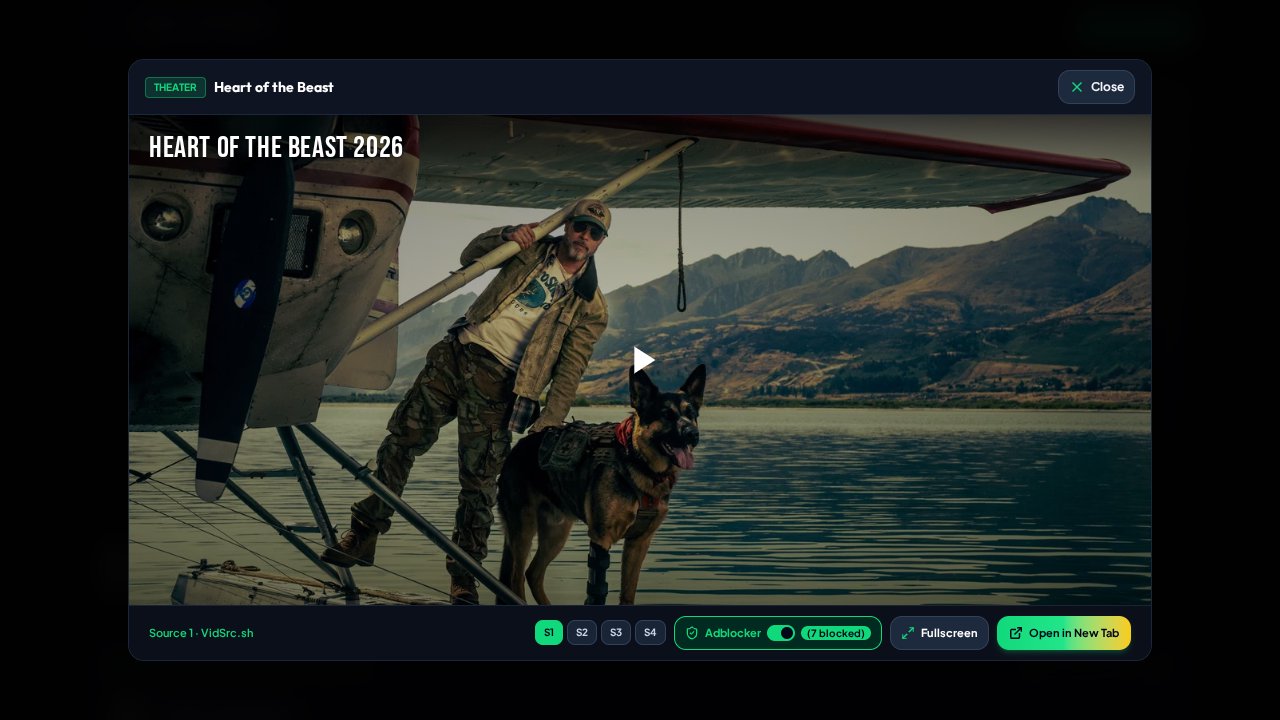 THEATER
Heart of the Beast
Close
HEART OF THE BEAST 2026
Source 1 · VidSrc.sh
S1
S2
S3
S4
Adblocker
(7 blocked)
Fullscreen
Open in New Tab